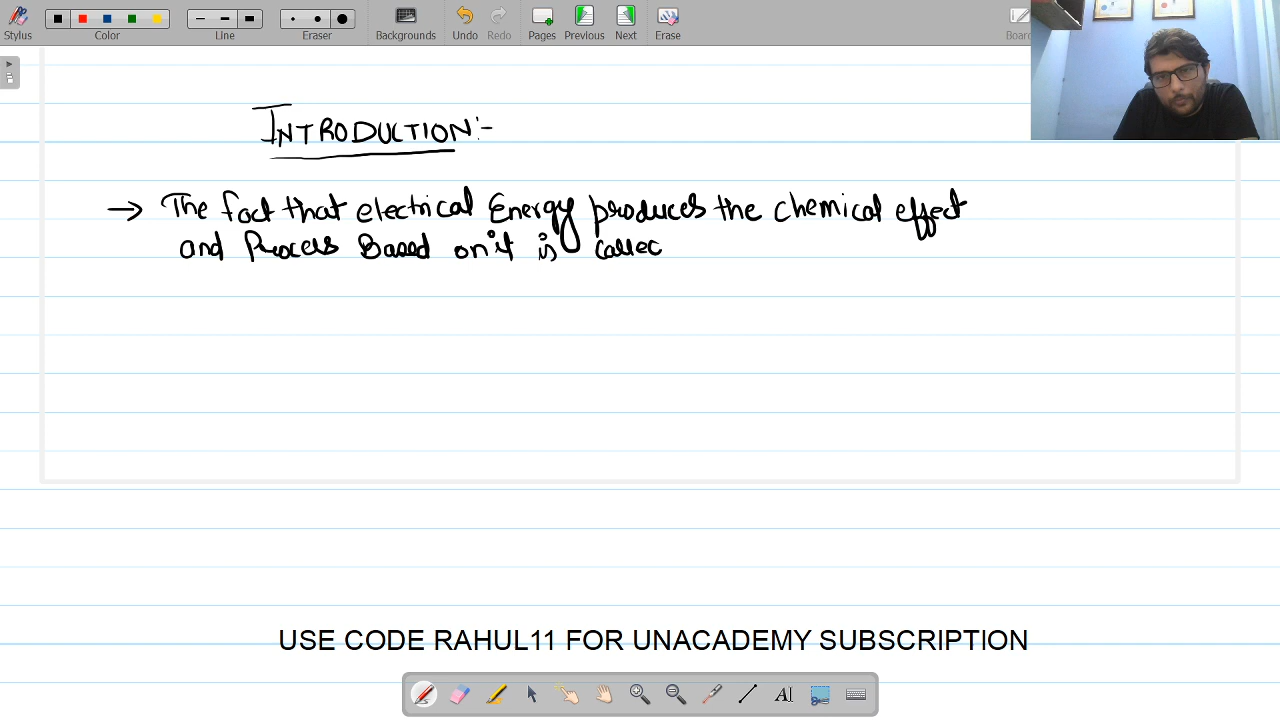 Stylus
Color
Line
Eraser
Backgrounds
Undo
Redo
Pages
Previous
Next
Erase
Board
INTRODUCTION:-
→ The fact that electrical Energy produces the chemical effect
and Process Based on it is callec
USE CODE RAHUL11 FOR UNACADEMY SUBSCRIPTION
A